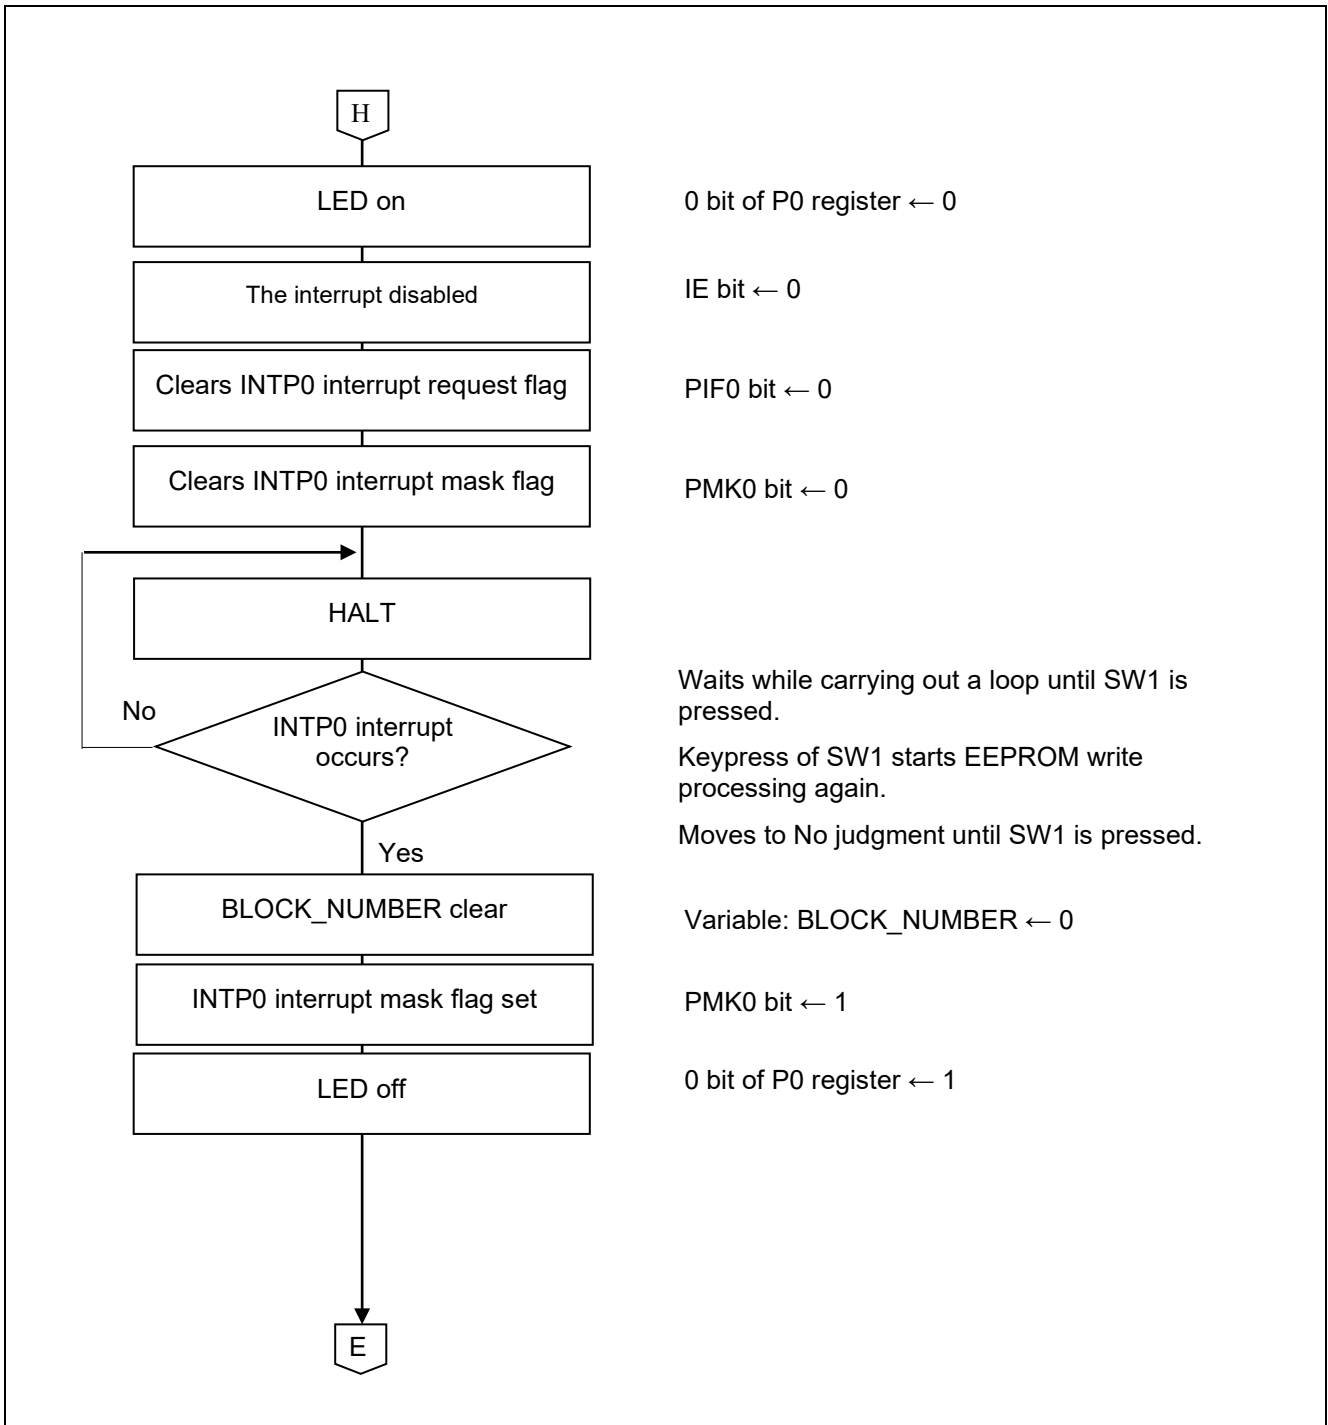 H
LED on
0 bit of P0 register ← 0
The interrupt disabled
IE bit ← 0
Clears INTP0 interrupt request flag
PIF0 bit ← 0
Clears INTP0 interrupt mask flag
PMK0 bit ← 0
HALT
No
INTP0 interrupt
occurs?
Waits while carrying out a loop until SW1 is
pressed.
Keypress of SW1 starts EEPROM write
processing again.
Moves to No judgment until SW1 is pressed.
Yes
BLOCK_NUMBER clear
Variable: BLOCK_NUMBER ← 0
INTP0 interrupt mask flag set
PMK0 bit ← 1
LED off
0 bit of P0 register ← 1
E